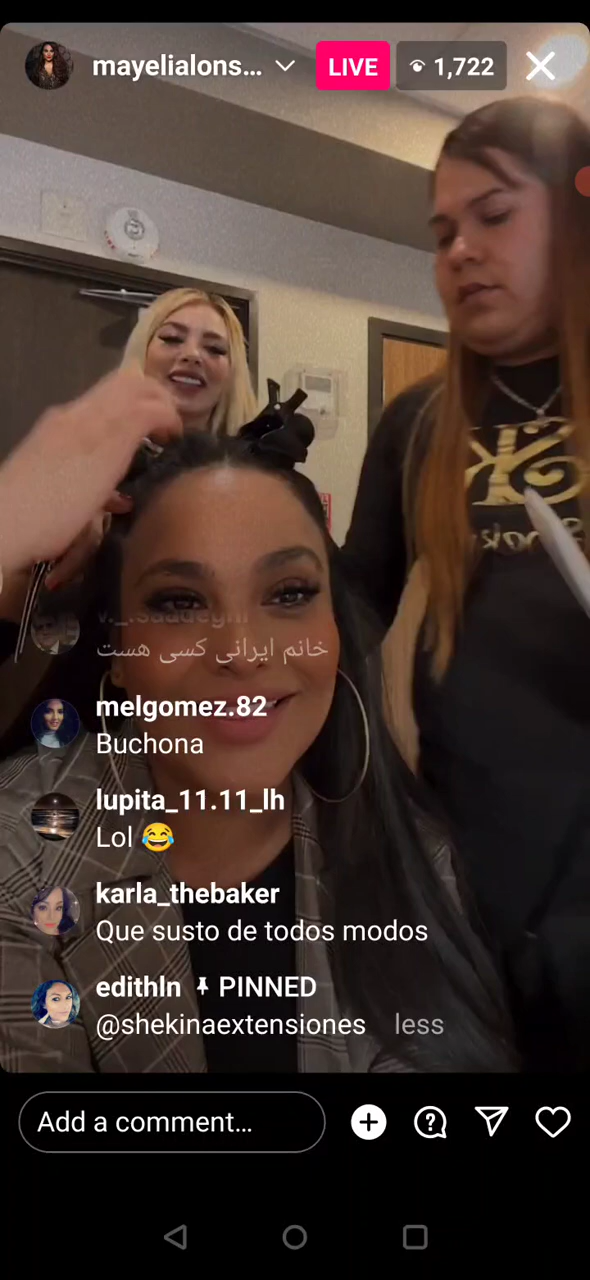 mayelialons...
LIVE
1,722
خانم ایرانی کسی هست
melgomez.82
Buchona
lupita_11.11_lh
Lol 😂
karla_thebaker
Que susto de todos modos
edithln PINNED
@shekinaextensiones less
Add a comment...